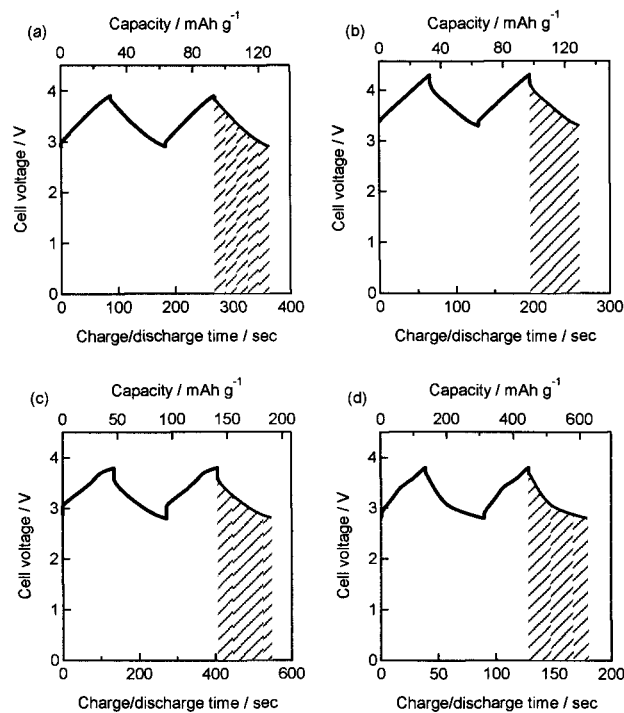 (a)
Capacity / mAh g⁻¹
0 40 80 120
Cell voltage / V
4
3
2
1
0
0 100 200 300 400
Charge/discharge time / sec
(b)
Capacity / mAh g⁻¹
0 40 80 120
Cell voltage / V
4
3
2
1
0
0 100 200 300
Charge/discharge time / sec
(c)
Capacity / mAh g⁻¹
0 50 100 150 200
Cell voltage / V
4
3
2
1
0
0 200 400 600
Charge/discharge time / sec
(d)
Capacity / mAh g⁻¹
0 200 400 600
Cell voltage / V
4
3
2
1
0
0 50 100 150 200
Charge/discharge time / sec